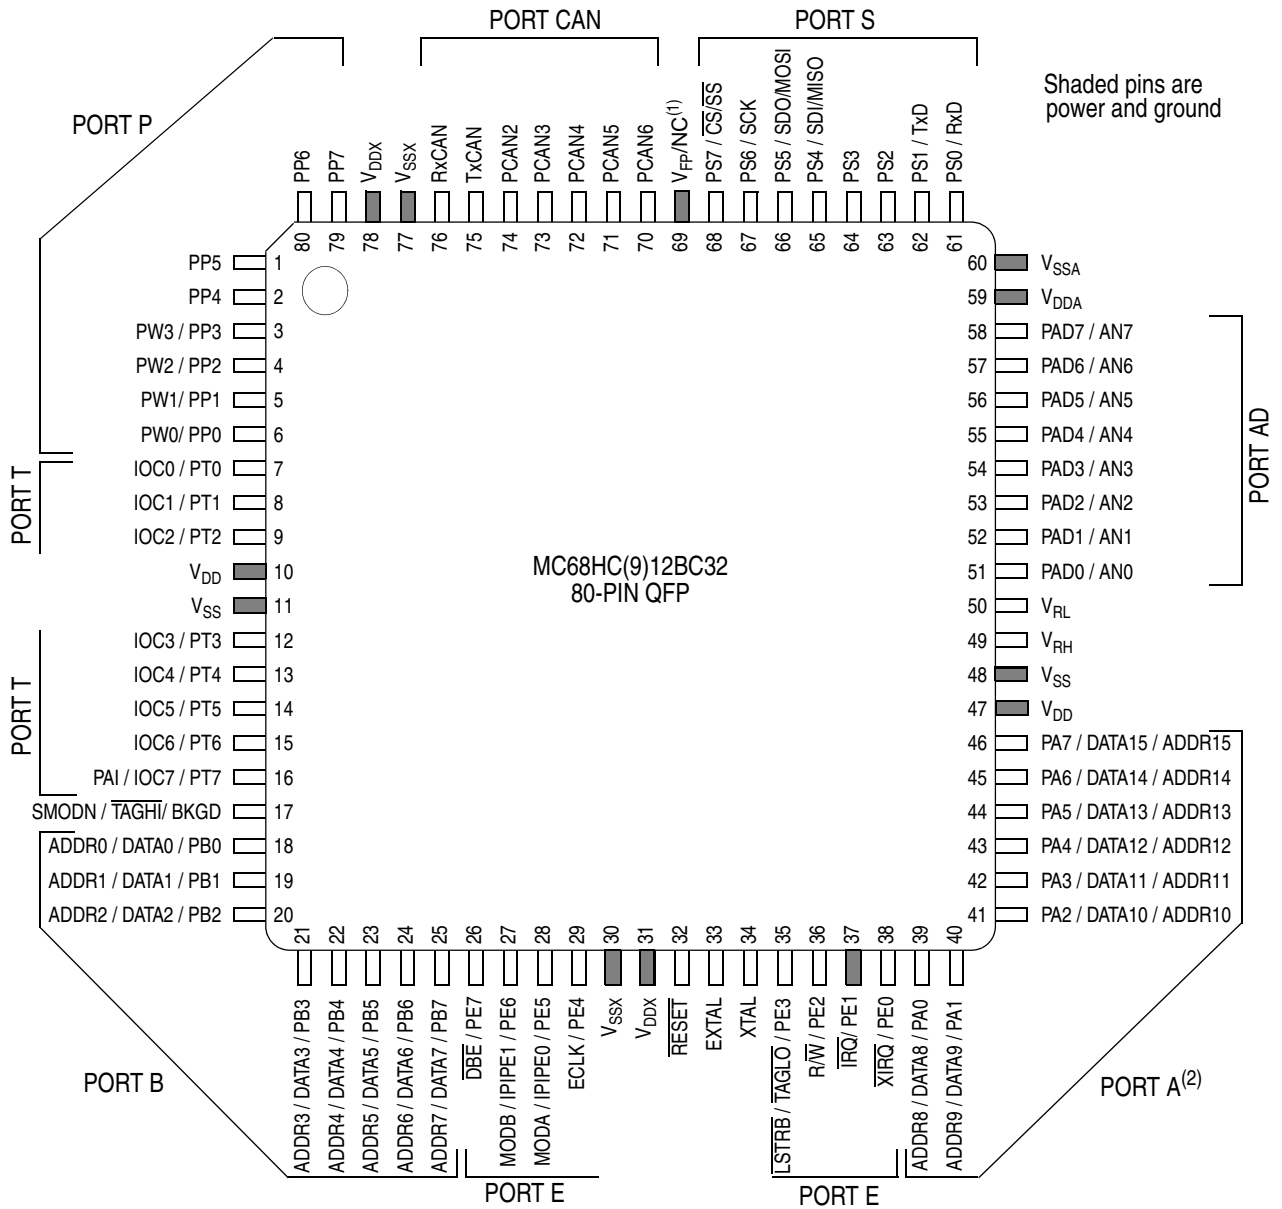 PORT CAN
PORT S
Shaded pins are
power and ground
PORT P
PP6
PP7
VDDX
VSSX
RxCAN
TxCAN
PCAN2
PCAN3
PCAN4
PCAN5
PCAN6
VFP/NC(1)
PS7 / CS/SS
PS6 / SCK
PS5 / SDO/MOSI
PS4 / SDI/MISO
PS3
PS2
PS1 / TxD
PS0 / RxD
80
79
78
77
76
75
74
73
72
71
70
69
68
67
66
65
64
63
62
61
PP5 1
PP4 2
PW3 / PP3 3
PW2 / PP2 4
PW1/ PP1 5
PW0/ PP0 6
IOC0 / PT0 7
IOC1 / PT1 8
IOC2 / PT2 9
VDD 10
VSS 11
IOC3 / PT3 12
IOC4 / PT4 13
IOC5 / PT5 14
IOC6 / PT6 15
PAI / IOC7 / PT7 16
SMODN / TAGHI/ BKGD 17
ADDR0 / DATA0 / PB0 18
ADDR1 / DATA1 / PB1 19
ADDR2 / DATA2 / PB2 20
PORT T
PORT T
MC68HC(9)12BC32
80-PIN QFP
60 VSSA
59 VDDA
58 PAD7 / AN7
57 PAD6 / AN6
56 PAD5 / AN5
55 PAD4 / AN4
54 PAD3 / AN3
53 PAD2 / AN2
52 PAD1 / AN1
51 PAD0 / AN0
50 VRL
49 VRH
48 VSS
47 VDD
46 PA7 / DATA15 / ADDR15
45 PA6 / DATA14 / ADDR14
44 PA5 / DATA13 / ADDR13
43 PA4 / DATA12 / ADDR12
42 PA3 / DATA11 / ADDR11
41 PA2 / DATA10 / ADDR10
PORT AD
21
22
23
24
25
26
27
28
29
30
31
32
33
34
35
36
37
38
39
40
ADDR3 / DATA3 / PB3
ADDR4 / DATA4 / PB4
ADDR5 / DATA5 / PB5
ADDR6 / DATA6 / PB6
ADDR7 / DATA7 / PB7
DBE / PE7
MODB / IPIPE1 / PE6
MODA / IPIPE0 / PE5
ECLK / PE4
VSSX
VDDX
RESET
EXTAL
XTAL
LSTRB / TAGLO / PE3
R/W / PE2
IRQ/ PE1
XIRQ / PE0
ADDR8 / DATA8 / PA0
ADDR9 / DATA9 / PA1
PORT B
PORT A(2)
PORT E
PORT E